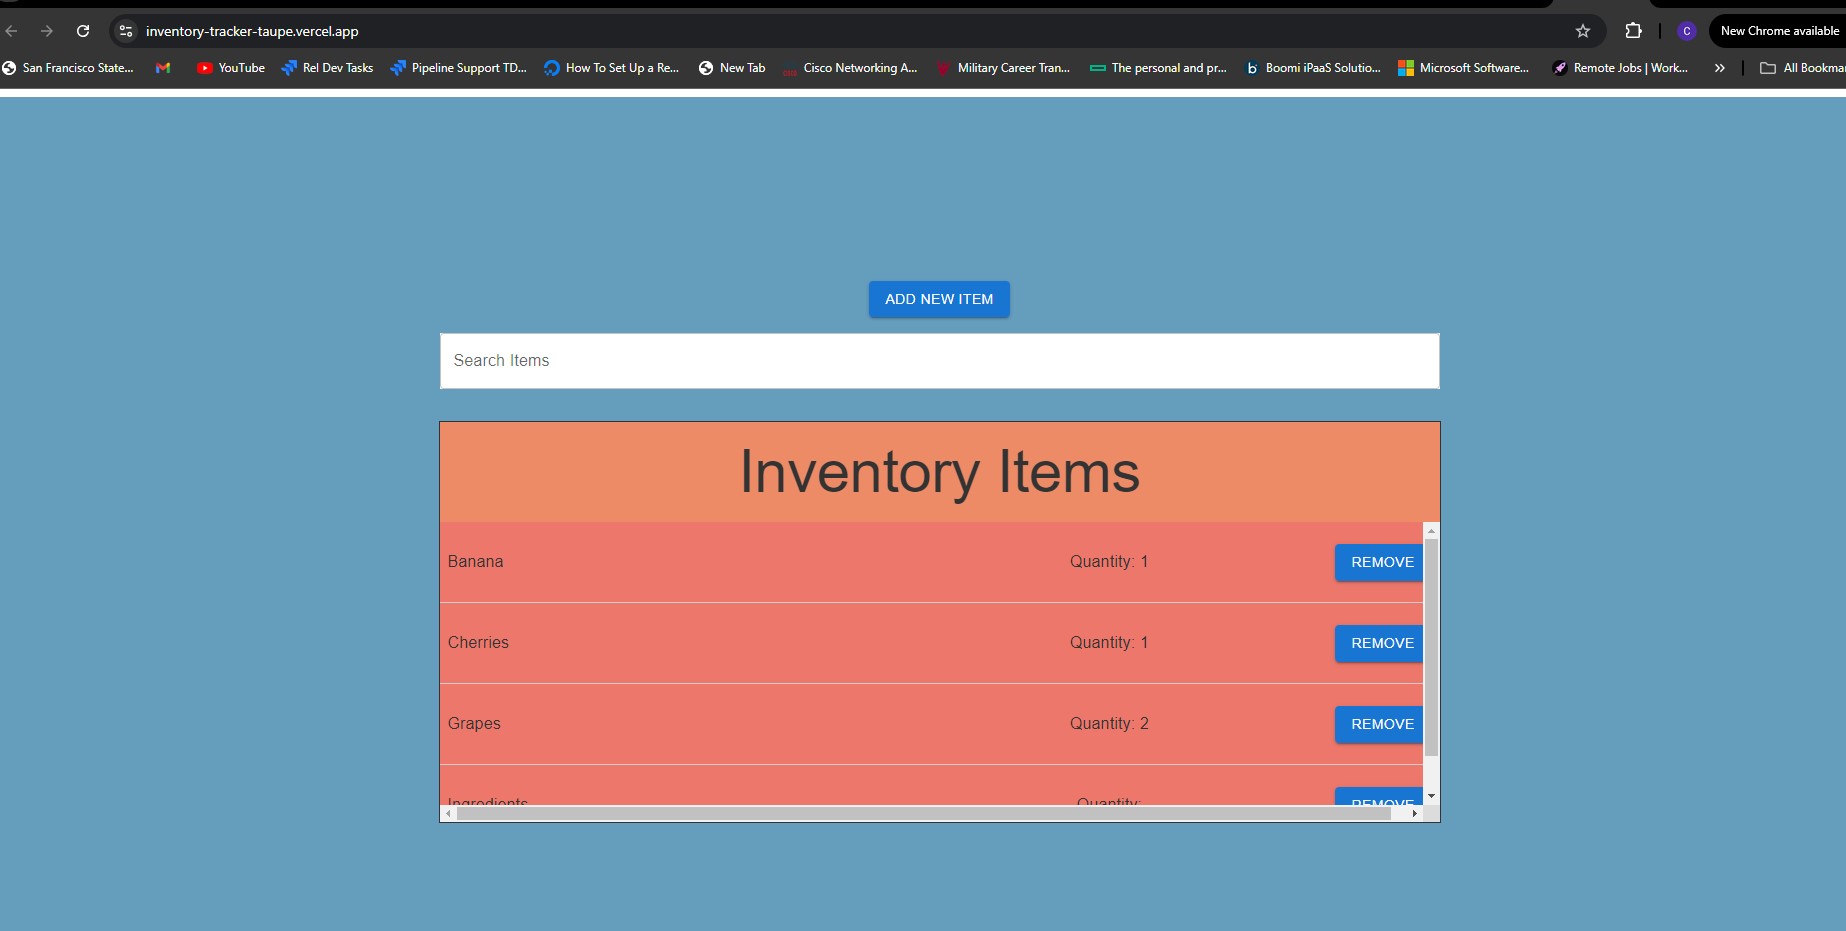 inventory-tracker-taupe.vercel.app
C
New Chrome available
San Francisco State...
YouTube
Rel Dev Tasks
Pipeline Support TD...
How To Set Up a Re...
New Tab
Cisco Networking A...
Military Career Tran...
The personal and pr...
b
Boomi iPaaS Solutio...
Microsoft Software...
Remote Jobs | Work...
All Bookma
ADD NEW ITEM
Search Items
Inventory Items
Banana
Quantity: 1
REMOVE
Cherries
Quantity: 1
REMOVE
Grapes
Quantity: 2
REMOVE
Ingredients
Quantity:
REMOVE